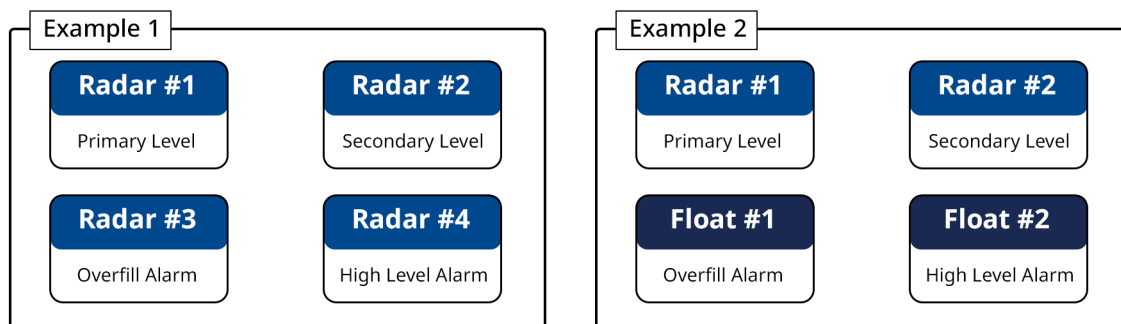 Example 1
Radar #1
Primary Level
Radar #2
Secondary Level
Radar #3
Overfill Alarm
Radar #4
High Level Alarm
Example 2
Radar #1
Primary Level
Radar #2
Secondary Level
Float #1
Overfill Alarm
Float #2
High Level Alarm